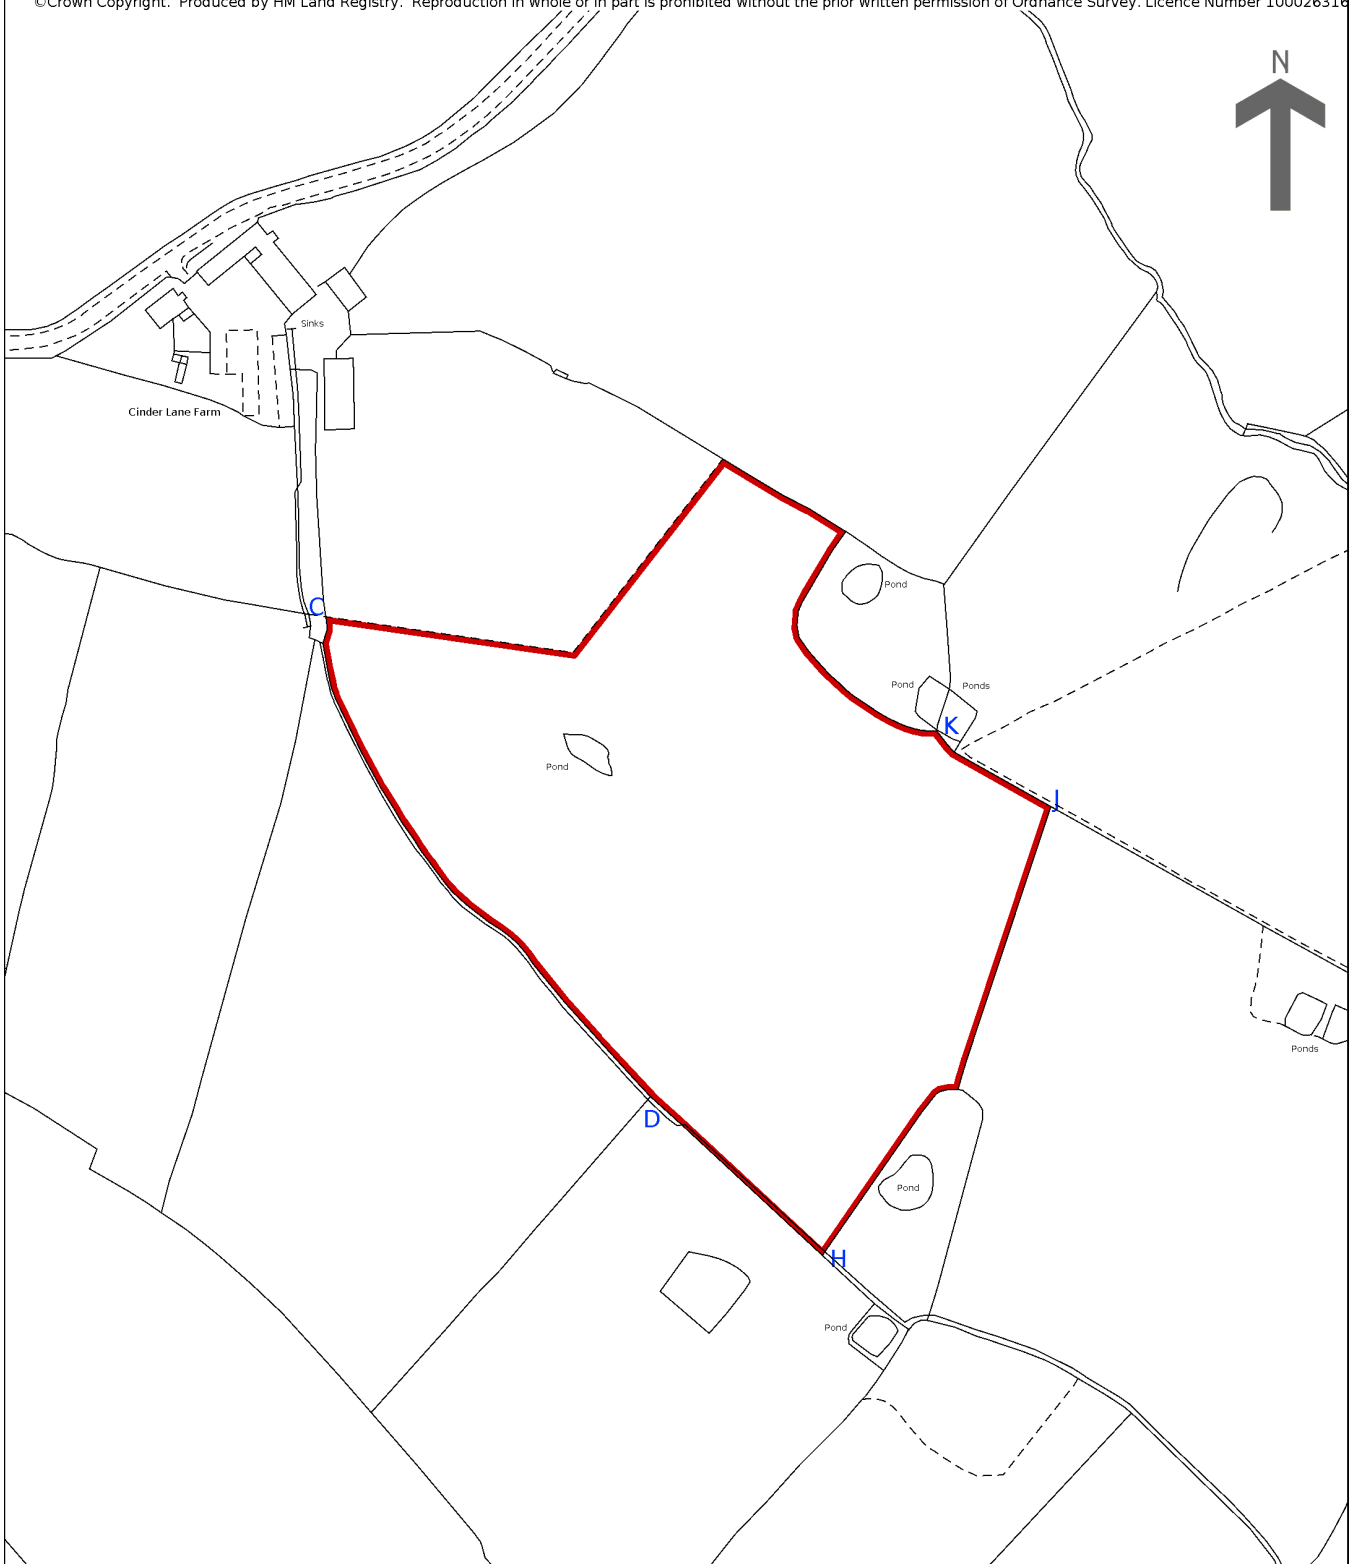 ©Crown Copyright. Produced by HM Land Registry. Reproduction in whole or in part is prohibited without the prior written permission of Ordnance Survey. Licence Number 100026316
N
Sinks
Cinder Lane Farm
Pond
C
Pond
Ponds
K
Pond
J
Ponds
D
Pond
H
Pond